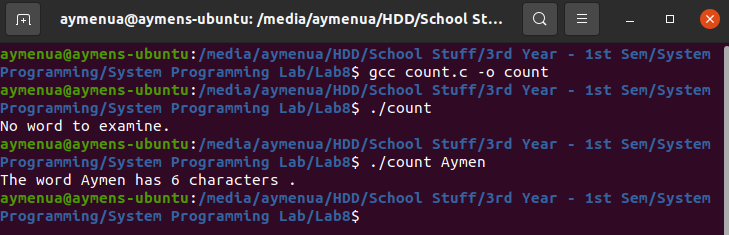 aymenua@aymens-ubuntu: /media/aymenua/HDD/School St...
aymenua@aymens-ubuntu:/media/aymenua/HDD/School Stuff/3rd Year - 1st Sem/System
Programming/System Programming Lab/Lab8$ gcc count.c -o count
aymenua@aymens-ubuntu:/media/aymenua/HDD/School Stuff/3rd Year - 1st Sem/System
Programming/System Programming Lab/Lab8$ ./count
No word to examine.
aymenua@aymens-ubuntu:/media/aymenua/HDD/School Stuff/3rd Year - 1st Sem/System
Programming/System Programming Lab/Lab8$ ./count Aymen
The word Aymen has 6 characters .
aymenua@aymens-ubuntu:/media/aymenua/HDD/School Stuff/3rd Year - 1st Sem/System
Programming/System Programming Lab/Lab8$